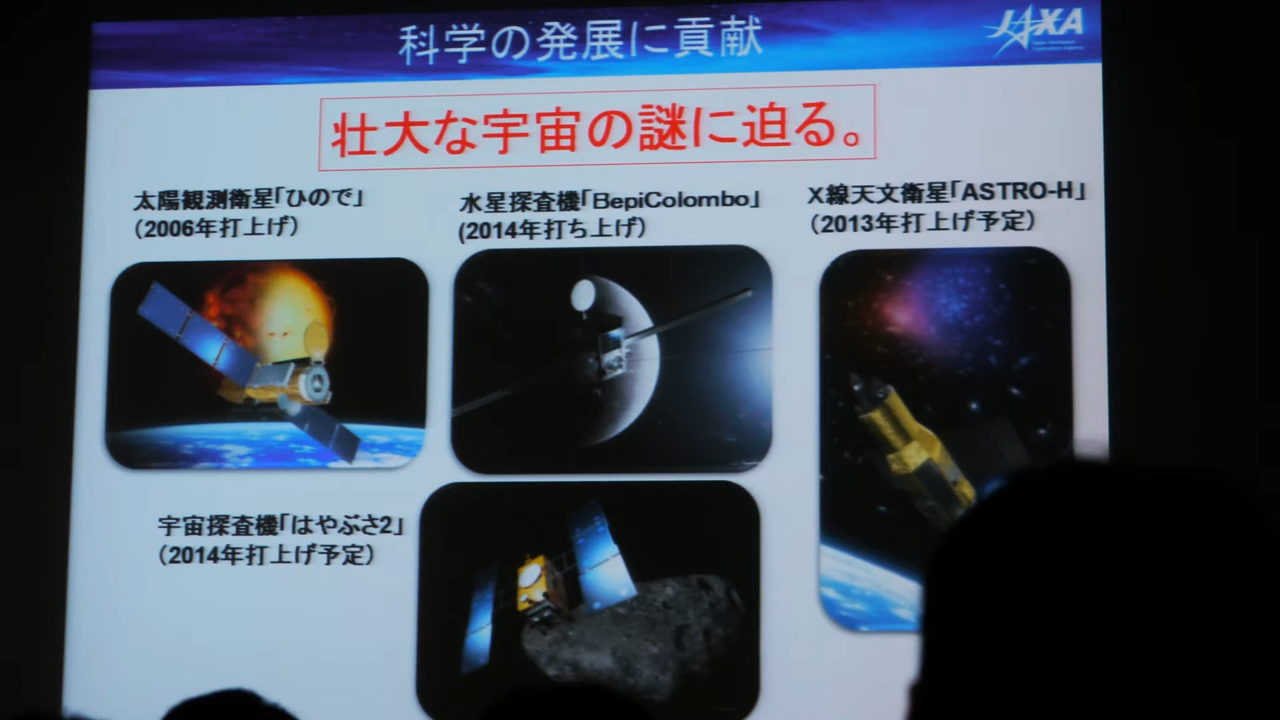 科学の発展に貢献
JAXA
壮大な宇宙の謎に迫る。
太陽観測衛星「ひので」
（2006年打上げ）
水星探査機「BepiColombo」
(2014年打ち上げ）
X線天文衛星「ASTRO-H」
（2013年打上げ予定）
宇宙探査機「はやぶさ2」
（2014年打上げ予定）